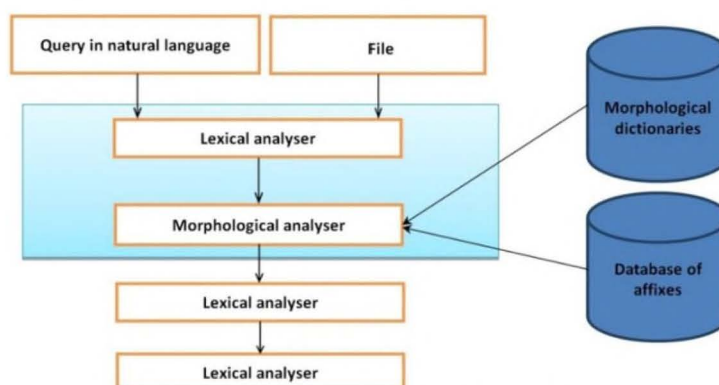 Query in natural language
File
Lexical analyser
Morphological analyser
Lexical analyser
Lexical analyser
Morphological
dictionaries
Database of
affixes